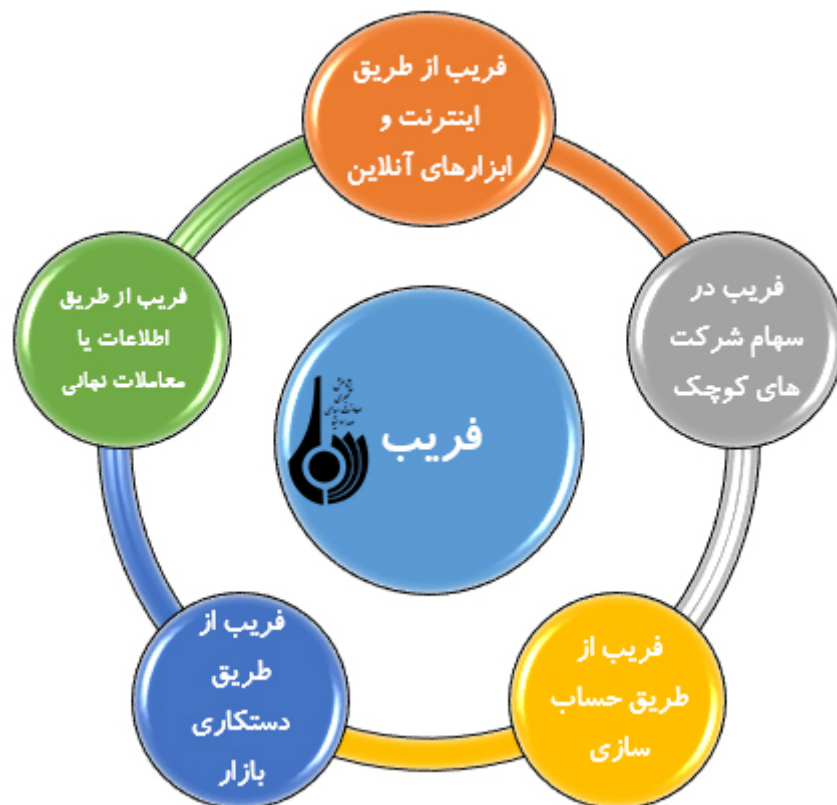 فریب از طریق
اینترنت و
ابزارهای آنلاین
فریب در
سهام شرکت
های کوچک
فریب از
طریق حساب
سازی
فریب از
طریق
دستکاری
بازار
فریب از طریق
اطلاعات یا
معاملات نهانی
فریب